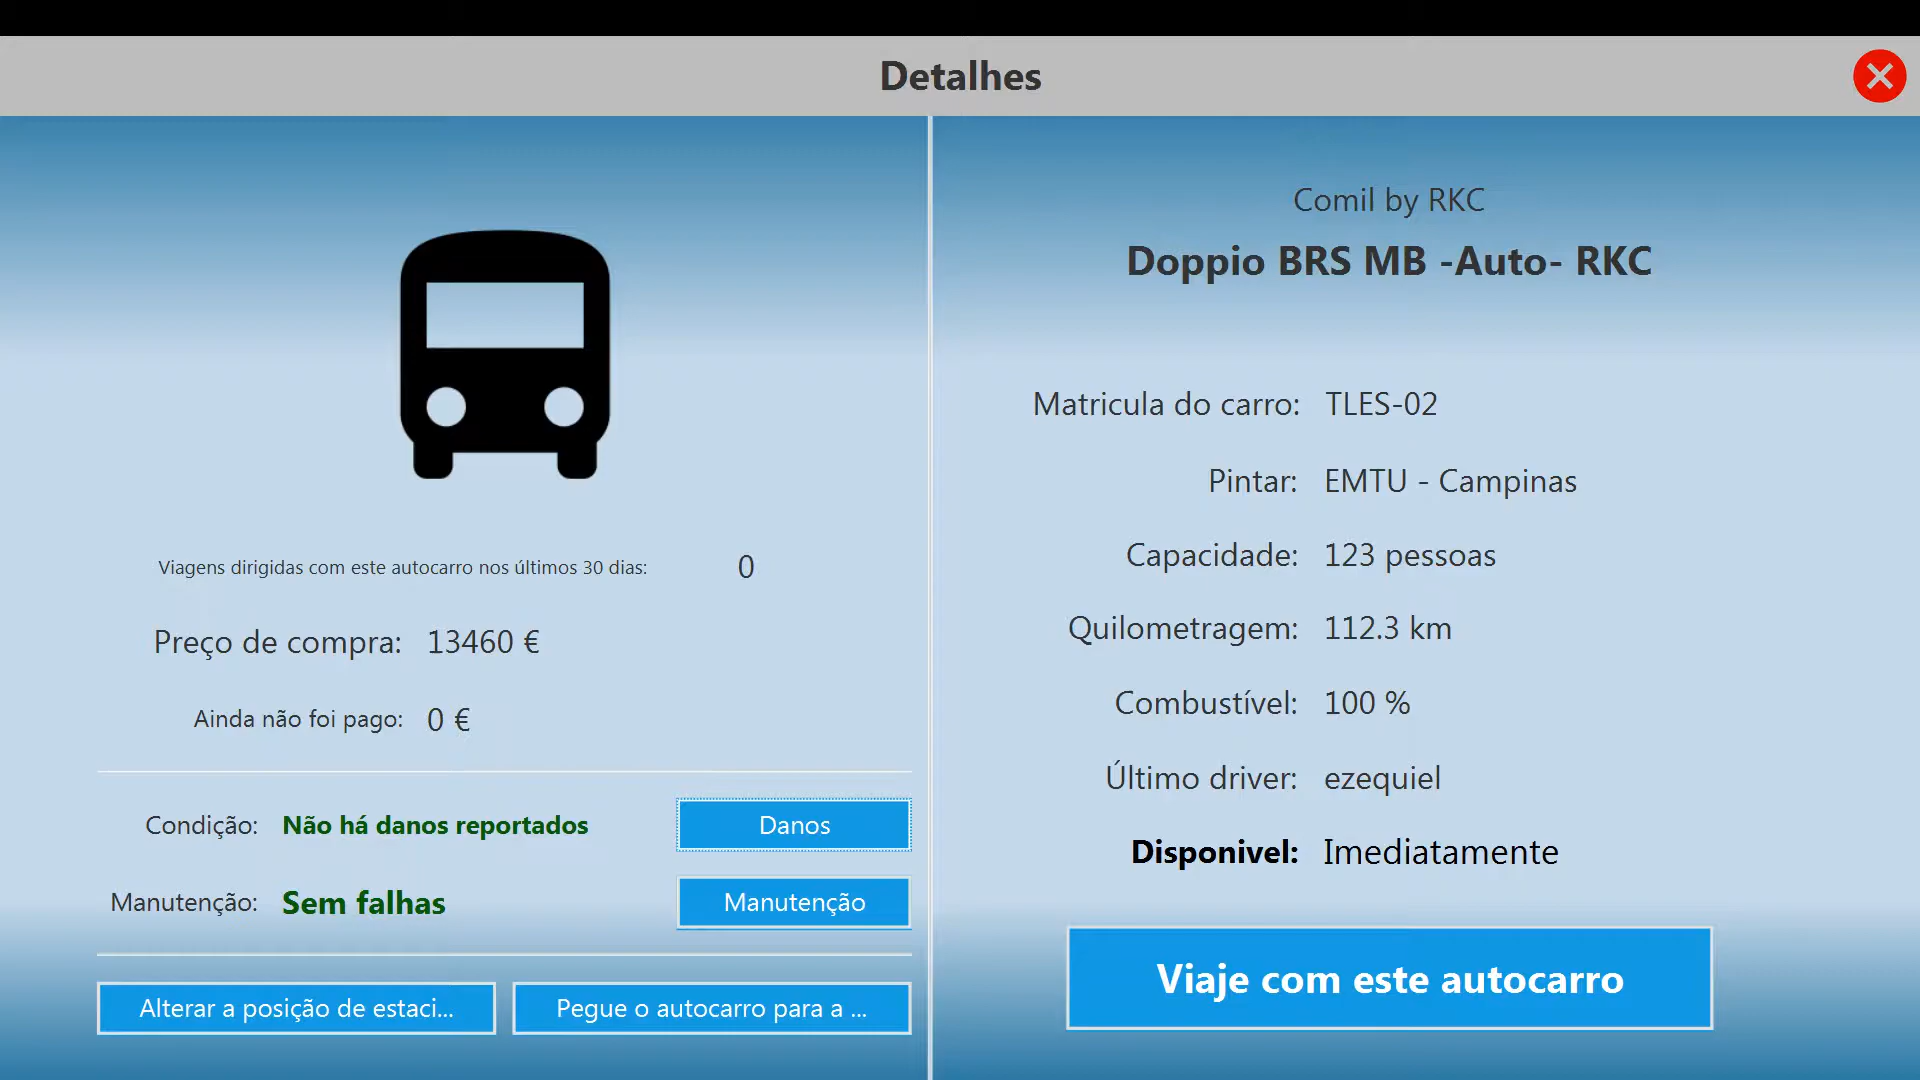 Detalhes
Viagens dirigidas com este autocarro nos últimos 30 dias: 0
Preço de compra: 13460 €
Ainda não foi pago: 0 €
Condição: Não há danos reportados
Danos
Manutenção: Sem falhas
Manutenção
Alterar a posição de estaci...
Pegue o autocarro para a ...
Comil by RKC
Doppio BRS MB -Auto- RKC
Matricula do carro: TLES-02
Pintar: EMTU - Campinas
Capacidade: 123 pessoas
Quilometragem: 112.3 km
Combustível: 100 %
Último driver: ezequiel
Disponivel: Imediatamente
Viaje com este autocarro